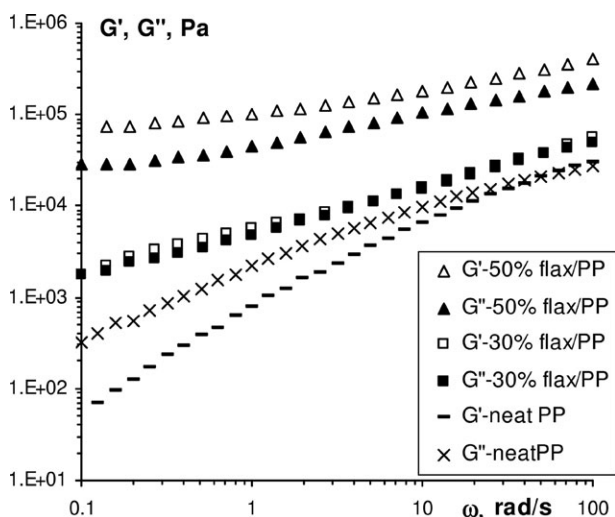 G', G'', Pa
1.E+06
1.E+05
1.E+04
1.E+03
1.E+02
1.E+01
0.1 1 10 100
ω, rad/s
G'-50% flax/PP
G''-50% flax/PP
G'-30% flax/PP
G''-30% flax/PP
G'-neat PP
G''-neatPP